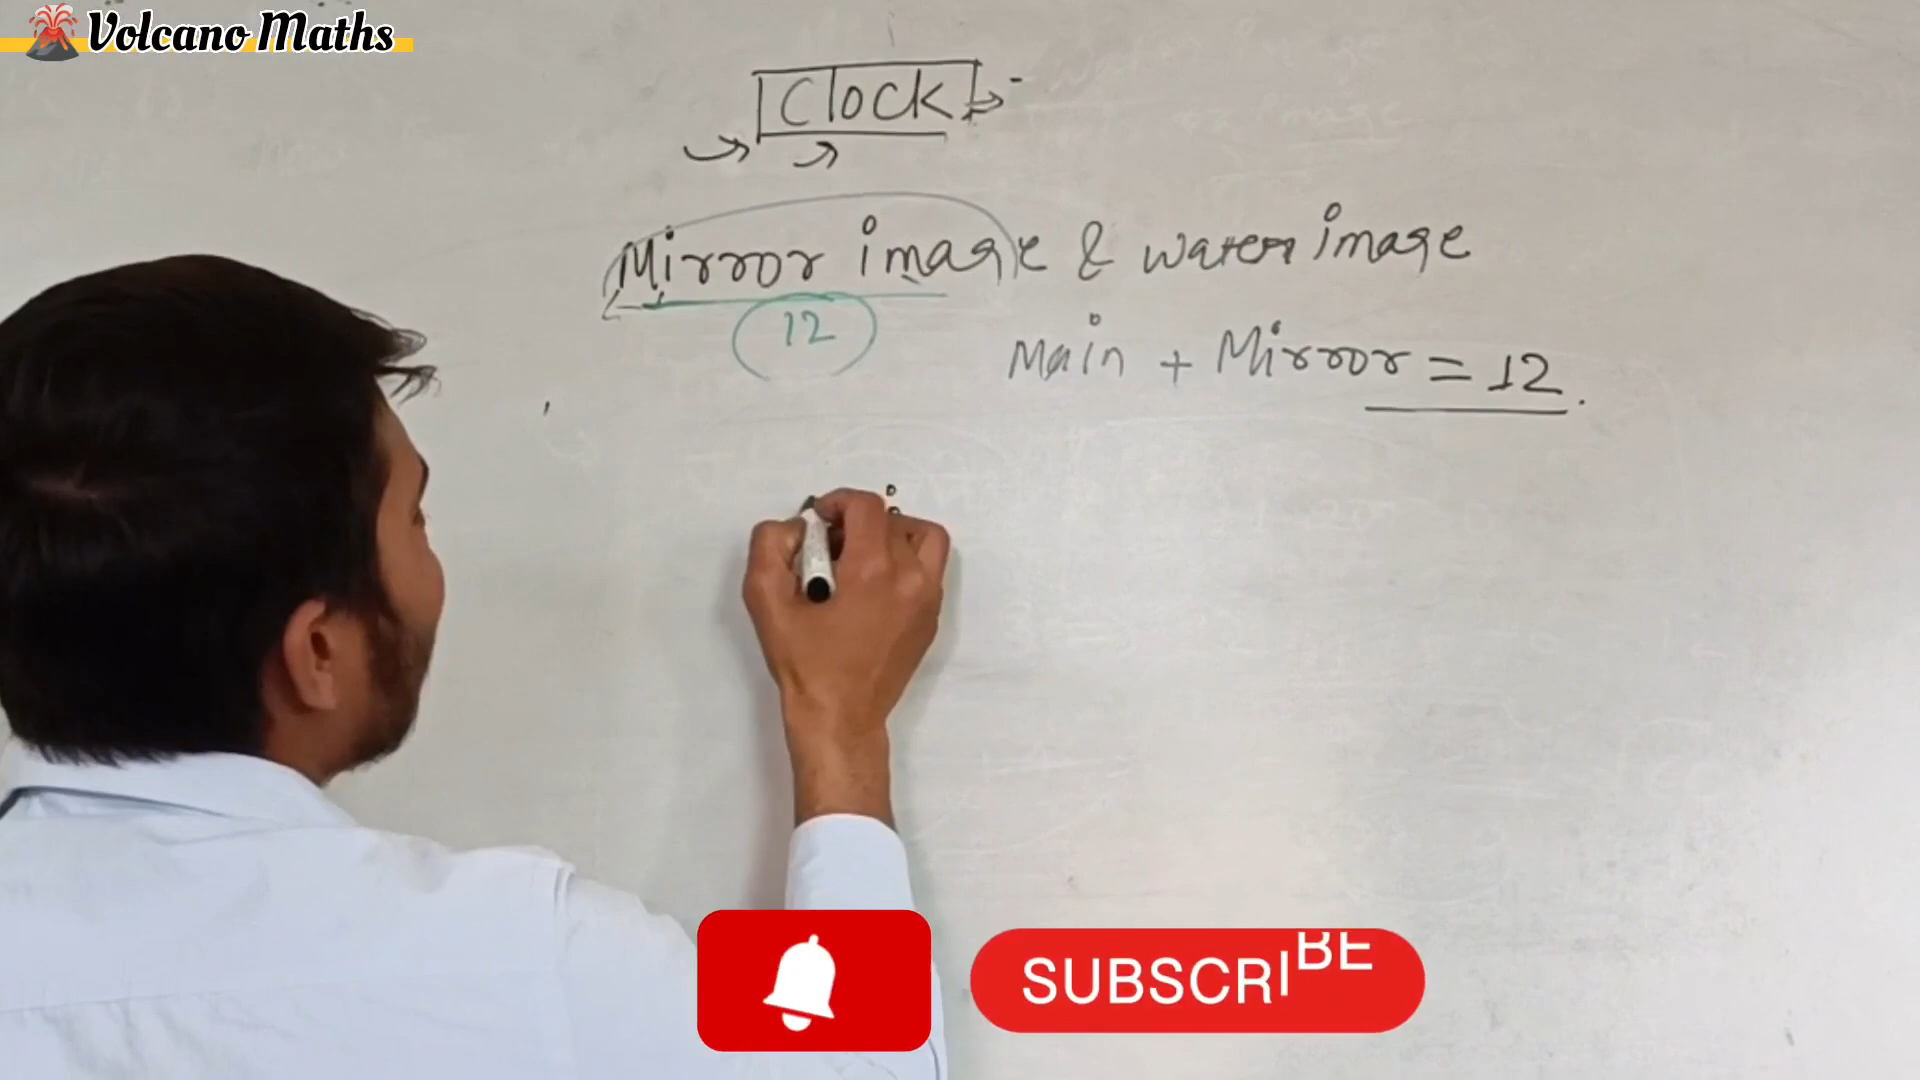 Volcano Maths
Clock
Mirror image & water image
12
Main + Mirror = 12.
SUBSCRIBE